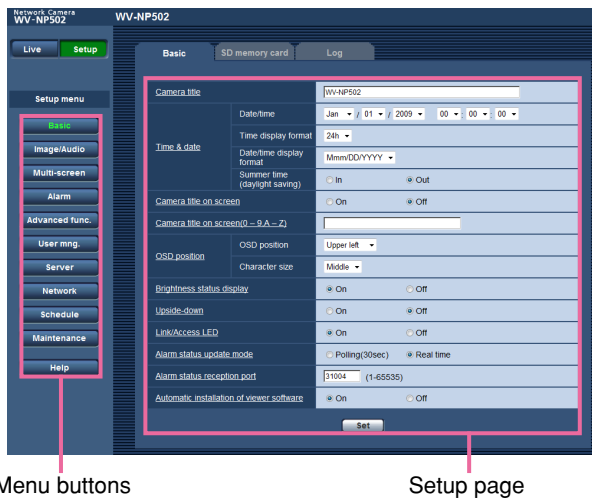 Network Camera
WV-NP502
WV-NP502
Live Setup
Basic SD memory card Log
Setup menu
Basic
Image/Audio
Multi-screen
Alarm
Advanced func.
User mng.
Server
Network
Schedule
Maintenance
Help
Camera title WV-NP502
Time & date
Date/time Jan / 01 / 2009 00 : 00 : 00
Time display format 24h
Date/time display
format Mmm/DD/YYYY
Summer time
(daylight saving) In Out
Camera title on screen On Off
Camera title on screen(0 – 9,A – Z)
OSD position
OSD position Upper left
Character size Middle
Brightness status display On Off
Upside-down On Off
Link/Access LED On Off
Alarm status update mode Polling(30sec) Real time
Alarm status reception port 31004 (1-65535)
Automatic installation of viewer software On Off
Set
Menu buttons Setup page